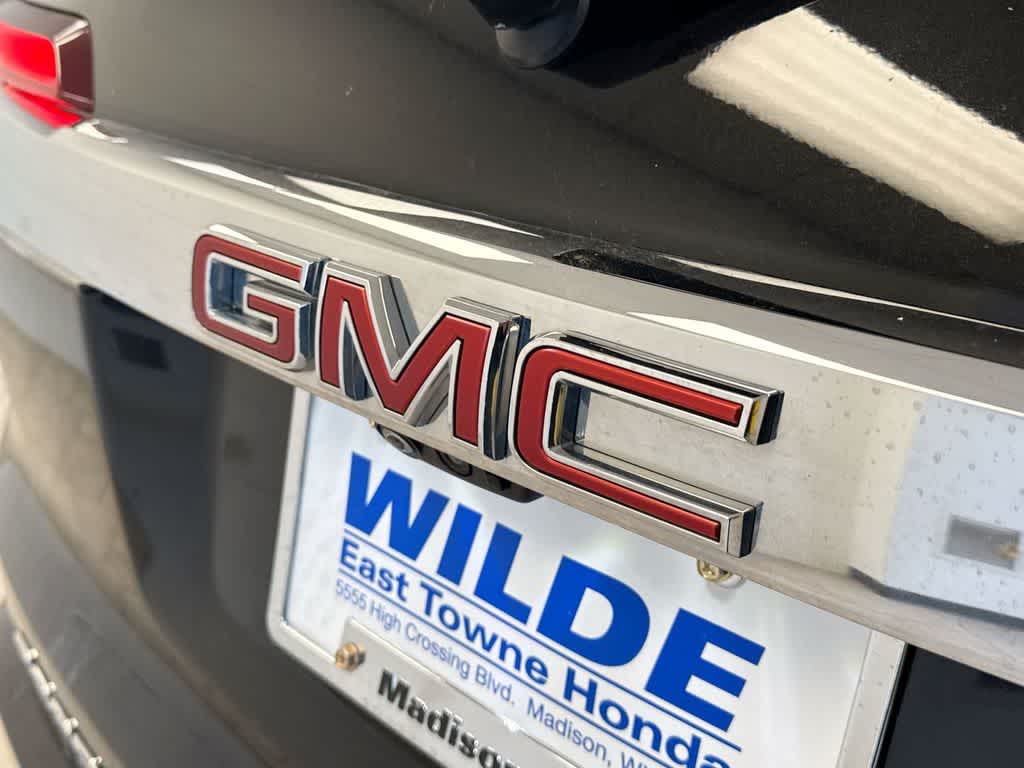 GMC
WILDE
East Towne Honda
5555 High Crossing Blvd. Madison,
Madison